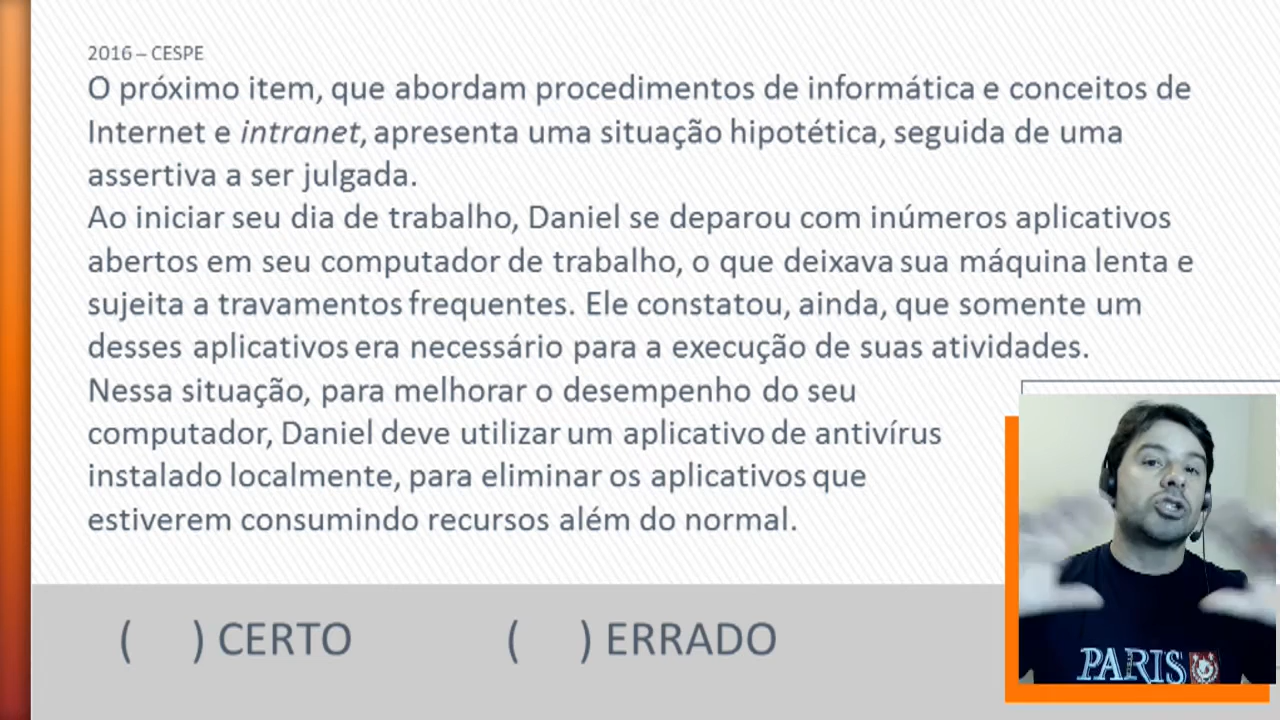 2016 – CESPE
O próximo item, que abordam procedimentos de informática e conceitos de
Internet e intranet, apresenta uma situação hipotética, seguida de uma
assertiva a ser julgada.
Ao iniciar seu dia de trabalho, Daniel se deparou com inúmeros aplicativos
abertos em seu computador de trabalho, o que deixava sua máquina lenta e
sujeita a travamentos frequentes. Ele constatou, ainda, que somente um
desses aplicativos era necessário para a execução de suas atividades.
Nessa situação, para melhorar o desempenho do seu
computador, Daniel deve utilizar um aplicativo de antivírus
instalado localmente, para eliminar os aplicativos que
estiverem consumindo recursos além do normal.
( ) CERTO ( ) ERRADO
PARIS